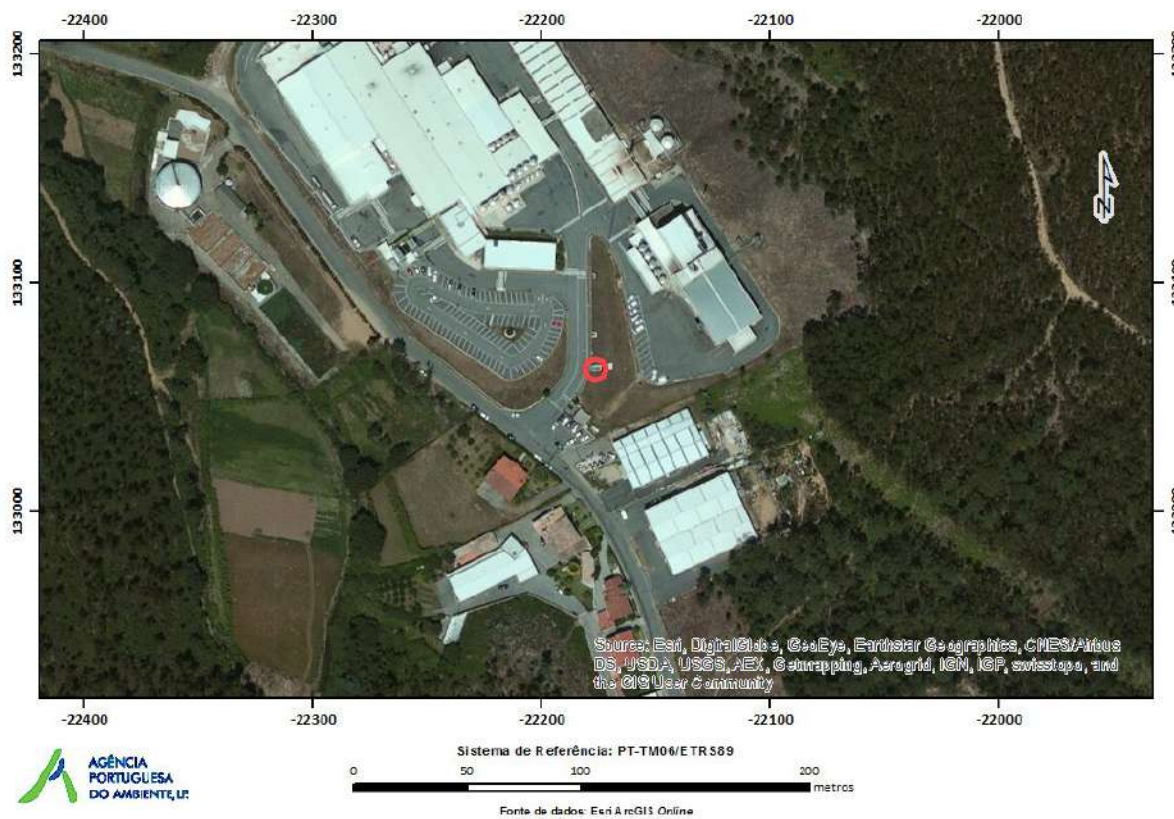 -22400 -22300 -22200 -22100 -22000
133200
133100 133100
133000
N
Source: Esri, DigitalGlobe, GeoEye, Earthstar Geographics, CNES/Airbus
DS, USDA, USGS, AEX, Getmapping, Aerogrid, IGN, IGP, swisstopo, and
the GIS User Community
-22400 -22300 -22200 -22100 -22000
Sistema de Referência: PT-TM06/ETRS89
AGÊNCIA
PORTUGUESA
DO AMBIENTE, I.P.
0 50 100 200
metros
Fonte de dados: Esri ArcGIS Online